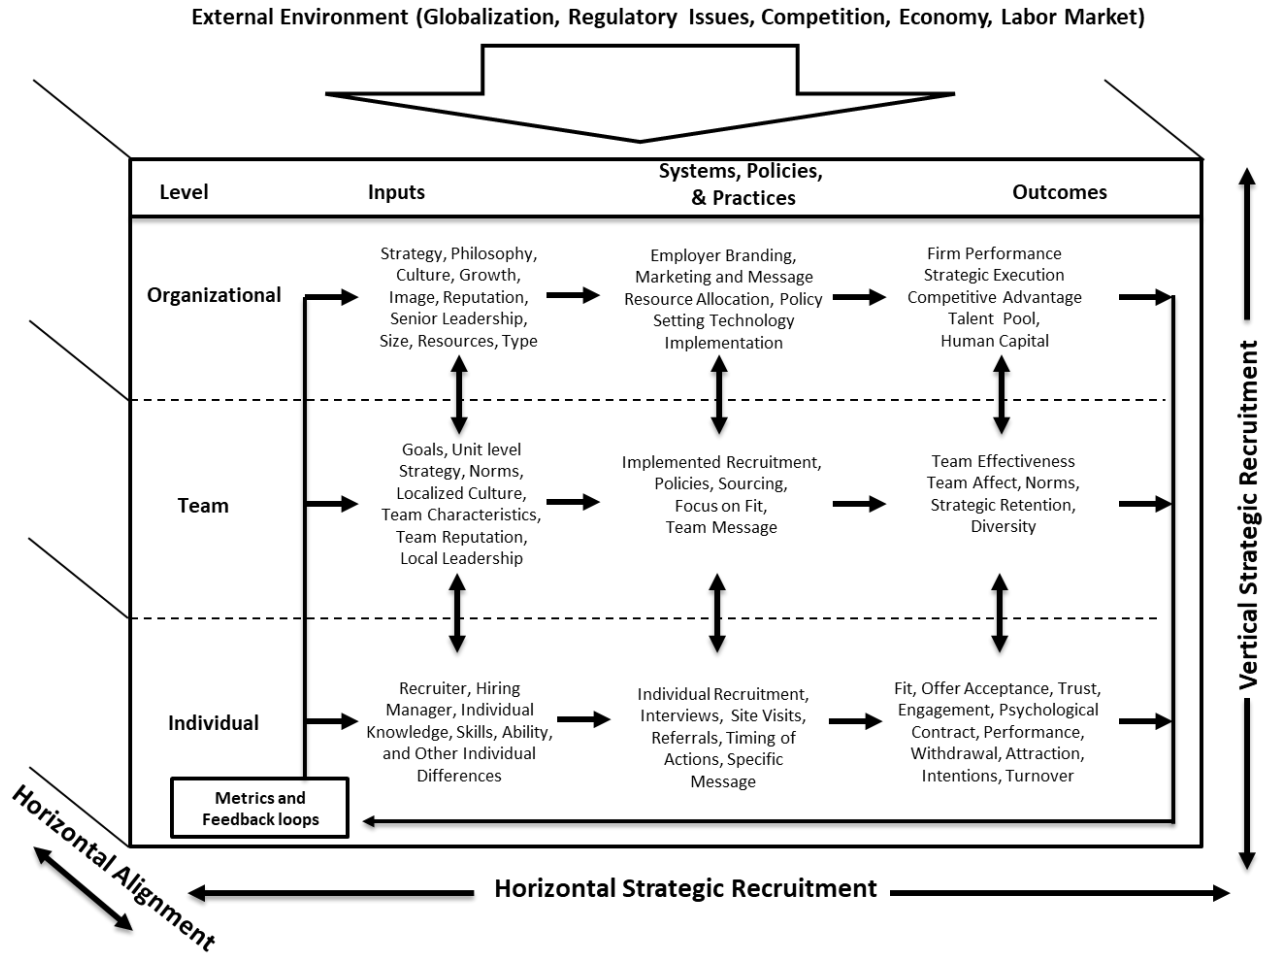 External Environment (Globalization, Regulatory Issues, Competition, Economy, Labor Market)
Level
Inputs
Systems, Policies,
& Practices
Outcomes
Organizational
Strategy, Philosophy,
Culture, Growth,
Image, Reputation,
Senior Leadership,
Size, Resources, Type
Employer Branding,
Marketing and Message
Resource Allocation, Policy
Setting Technology
Implementation
Firm Performance
Strategic Execution
Competitive Advantage
Talent Pool,
Human Capital
Team
Goals, Unit level
Strategy, Norms,
Localized Culture,
Team Characteristics,
Team Reputation,
Local Leadership
Implemented Recruitment,
Policies, Sourcing,
Focus on Fit,
Team Message
Team Effectiveness
Team Affect, Norms,
Strategic Retention,
Diversity
Individual
Recruiter, Hiring
Manager, Individual
Knowledge, Skills, Ability,
and Other Individual
Differences
Individual Recruitment,
Interviews, Site Visits,
Referrals, Timing of
Actions, Specific
Message
Fit, Offer Acceptance, Trust,
Engagement, Psychological
Contract, Performance,
Withdrawal, Attraction,
Intentions, Turnover
Metrics and
Feedback loops
Horizontal Alignment
Horizontal Strategic Recruitment
Vertical Strategic Recruitment